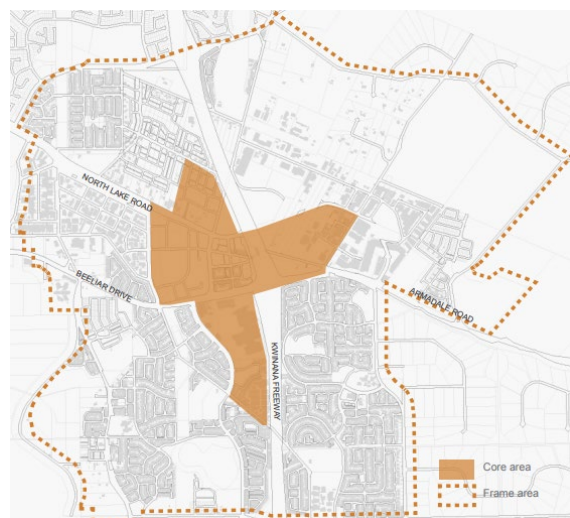 NORTH LAKE ROAD
BEELIAR DRIVE
ARMADALE ROAD
KWINANA FREEWAY
Core area
Frame area